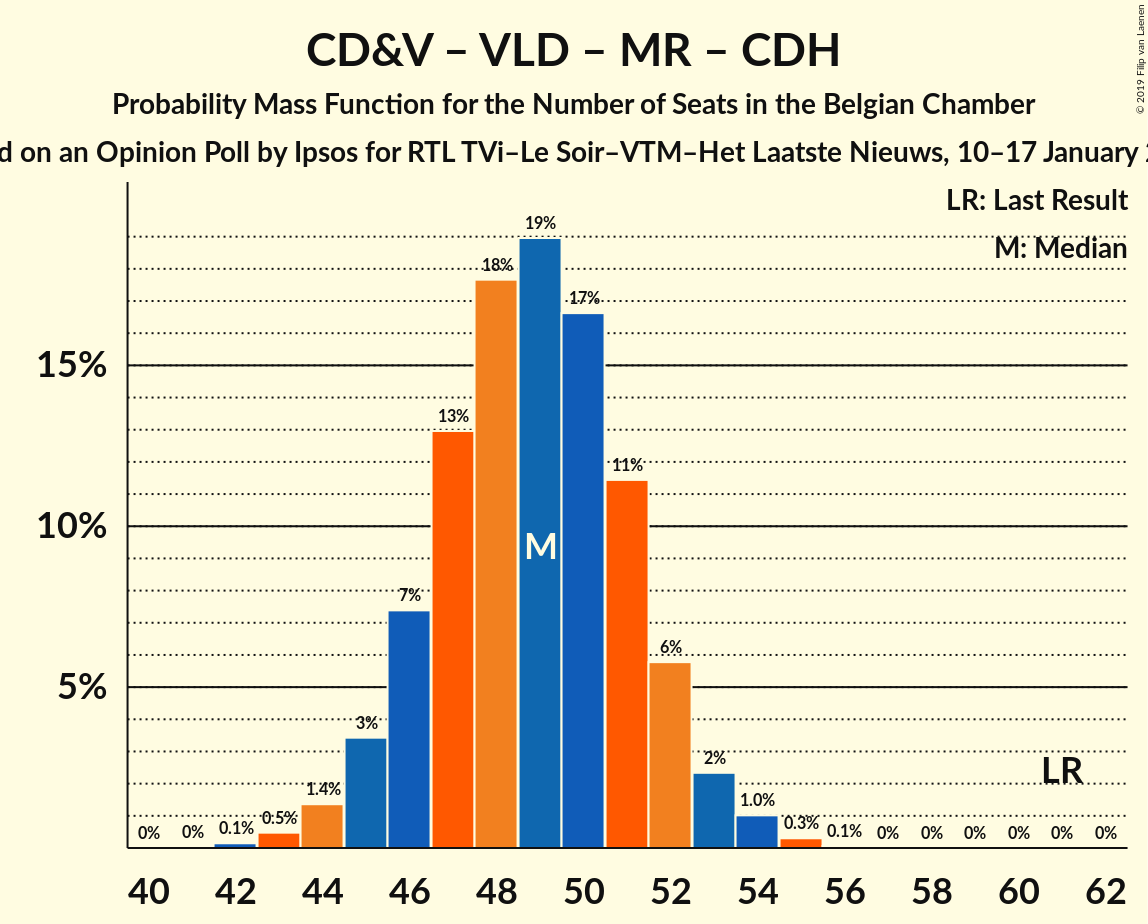 CD&V – VLD – MR – CDH
Probability Mass Function for the Number of Seats in the Belgian Chamber
on an Opinion Poll by Ipsos for RTL TVi–Le Soir–VTM–Het Laatste Nieuws, 10–17 January
© 2019 Filip van Laenen
LR: Last Result
M: Median
19%
18%
17%
15%
13%
11%
10%
M
7%
6%
5%
3%
2%
LR
1.4%
1.0%
0% 0% 0.1% 0.5% 0.3% 0.1% 0% 0% 0% 0% 0% 0%
40 42 44 46 48 50 52 54 56 58 60 62